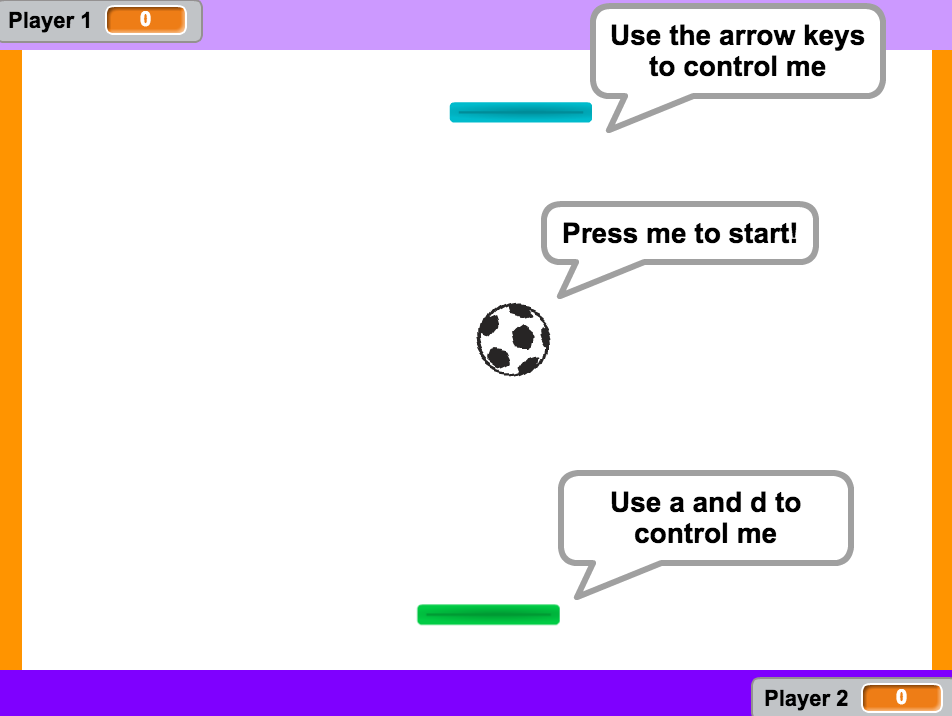 Player 1 0
Use the arrow keys
to control me
Press me to start!
Use a and d to
control me
Player 2 0